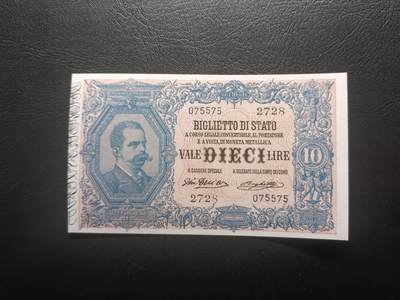 075575 2728
BIGLIETTO DI STATO
A CORSO LEGALE, CONVERTIBILE, AL PORTATORE
E A VISTA, IN MONETA METALLICA
VALE DIECI LIRE
10
IL CASSIERE SPECIALE IL DELEGATO DELLA CORTE DEI CONTI
2728 075575